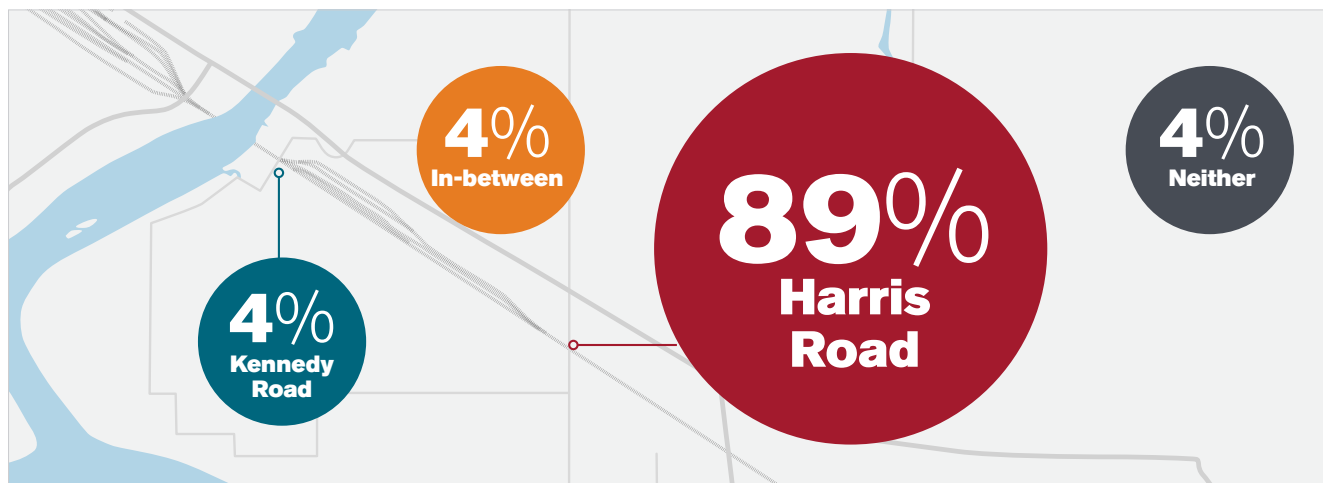 4%
In-between
89%
Harris
Road
4%
Neither
4%
Kennedy
Road